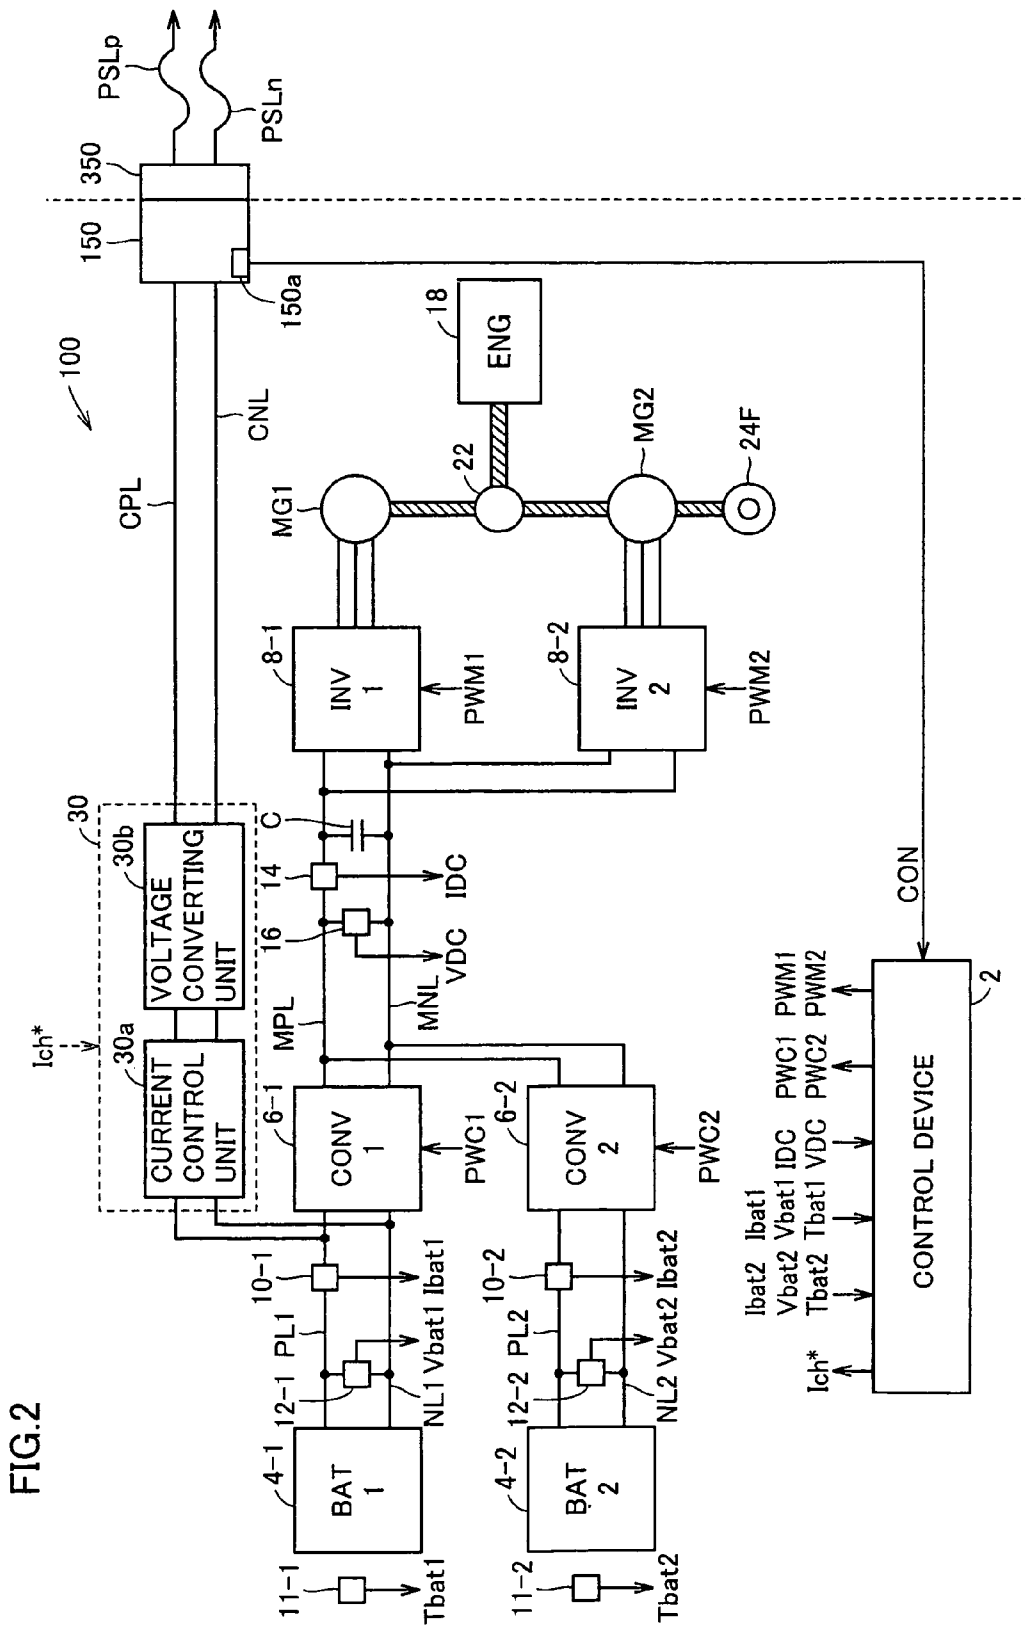 FIG.2
100
PSLp
PSLn
350
150
150a
CPL
CNL
Ich*
30
30a
CURRENT
CONTROL
UNIT
30b
VOLTAGE
CONVERTING
UNIT
11-1
Tbat1
4-1
BAT
1
12-1
PL1
NL1
Vbat1
10-1
Ibat1
6-1
CONV
1
PWC1
MPL
MNL
16
VDC
14
IDC
C
8-1
INV
1
PWM1
MG1
22
18
ENG
11-2
Tbat2
4-2
BAT
2
12-2
PL2
NL2
Vbat2
10-2
Ibat2
6-2
CONV
2
PWC2
8-2
INV
2
PWM2
MG2
24F
CON
Ich*
Ibat2 Ibat1
Vbat2 Vbat1 IDC PWC1 PWM1
Tbat2 Tbat1 VDC PWC2 PWM2
CONTROL DEVICE
2